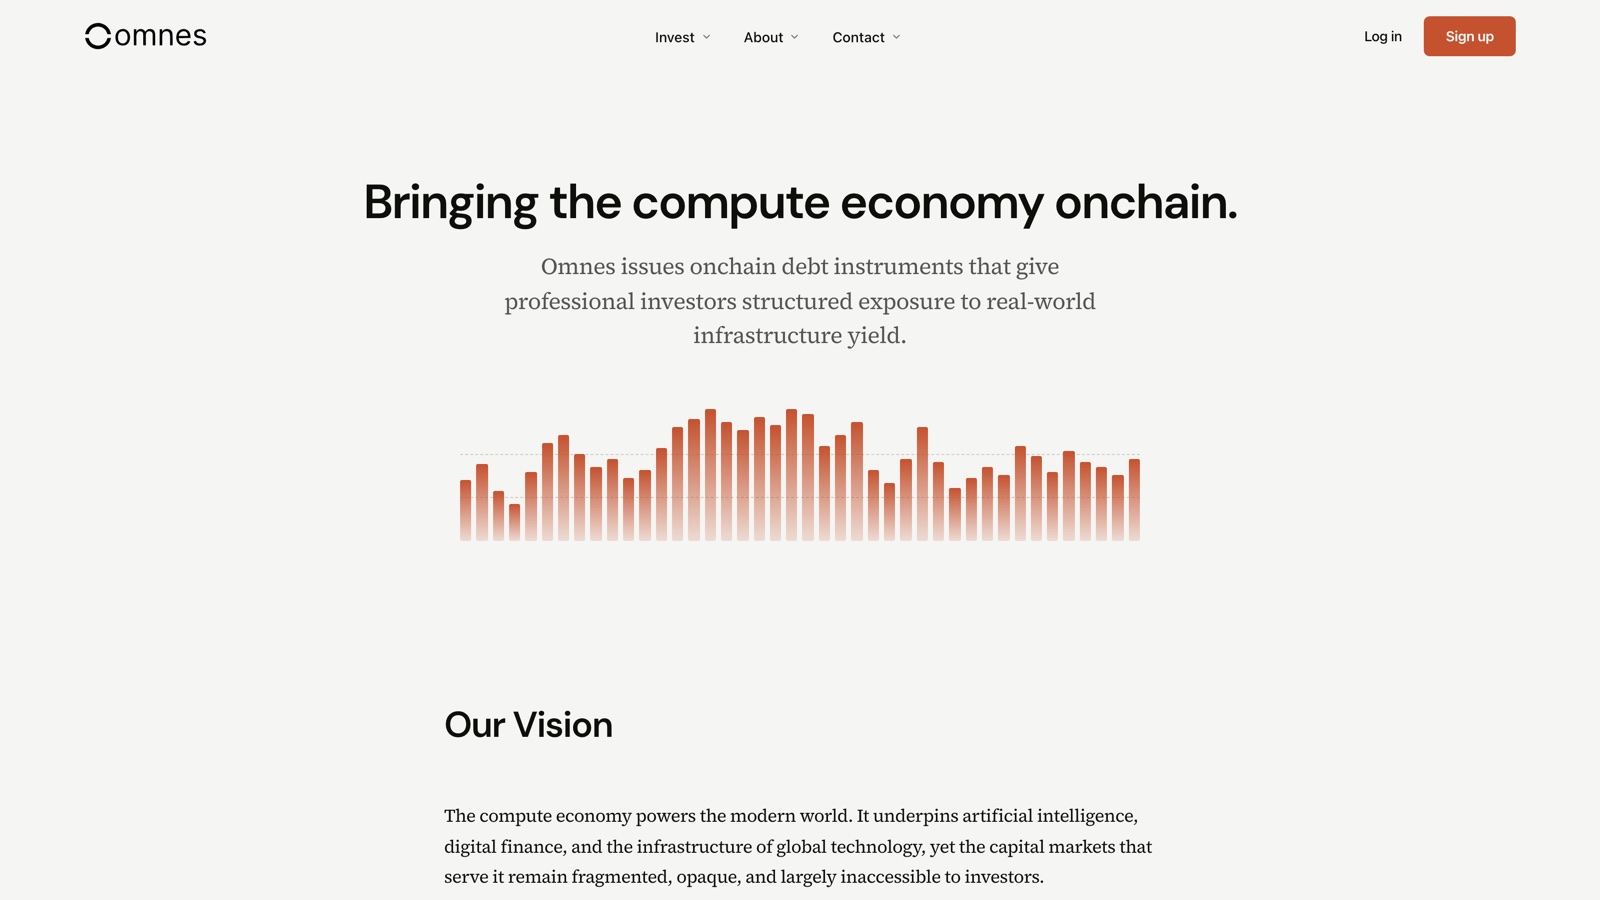 omnes
Invest
About
Contact
Log in
Sign up
Bringing the compute economy onchain.
Omnes issues onchain debt instruments that give
professional investors structured exposure to real-world
infrastructure yield.
Our Vision
The compute economy powers the modern world. It underpins artificial intelligence,
digital finance, and the infrastructure of global technology, yet the capital markets that
serve it remain fragmented, opaque, and largely inaccessible to investors.